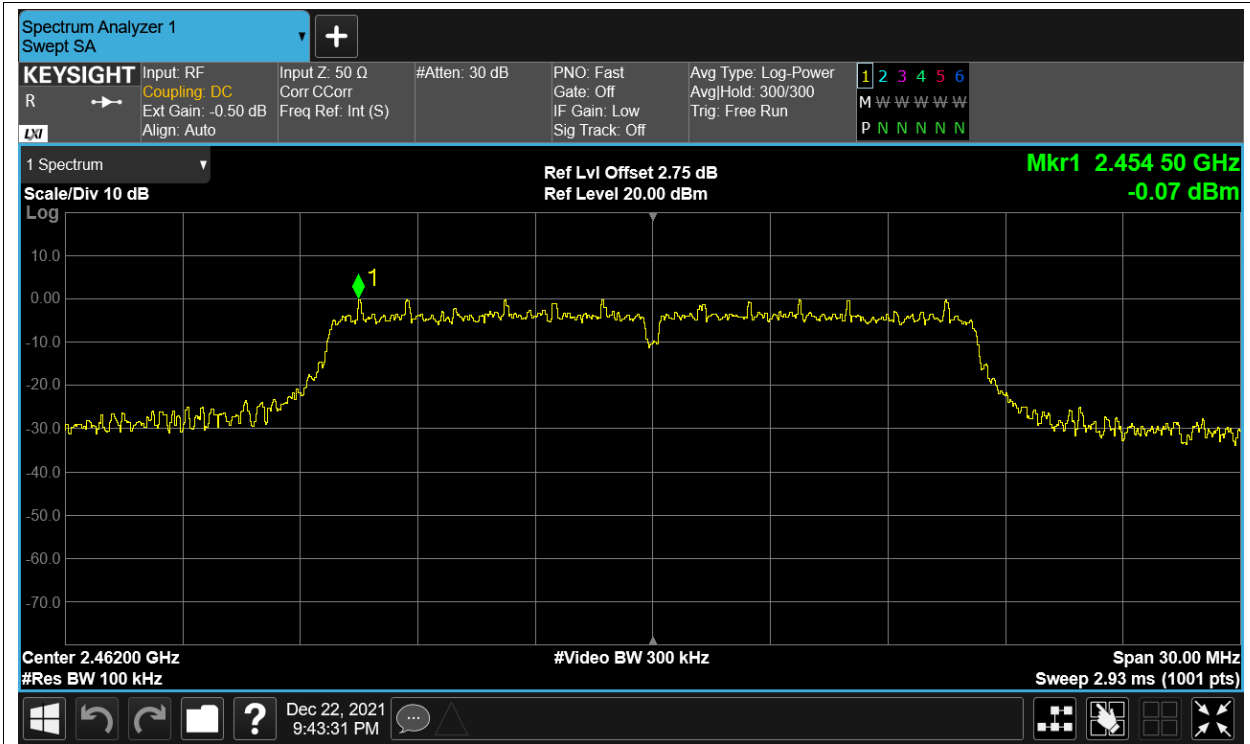 Spectrum Analyzer 1
Swept SA
KEYSIGHT
R
LXI
Input: RF
Coupling: DC
Ext Gain: -0.50 dB
Align: Auto
Input Z: 50 Ω
Corr CCorr
Freq Ref: Int (S)
#Atten: 30 dB
PNO: Fast
Gate: Off
IF Gain: Low
Sig Track: Off
Avg Type: Log-Power
Avg|Hold: 300/300
Trig: Free Run
1 2 3 4 5 6
M W W W W W
P N N N N N
1 Spectrum
Scale/Div 10 dB
Log
Ref Lvl Offset 2.75 dB
Ref Level 20.00 dBm
Mkr1 2.454 50 GHz
-0.07 dBm
1
10.0
0.00
-10.0
-20.0
-30.0
-40.0
-50.0
-60.0
-70.0
Center 2.46200 GHz
#Video BW 300 kHz
Span 30.00 MHz
#Res BW 100 kHz
Sweep 2.93 ms (1001 pts)
?
Dec 22, 2021
9:43:31 PM